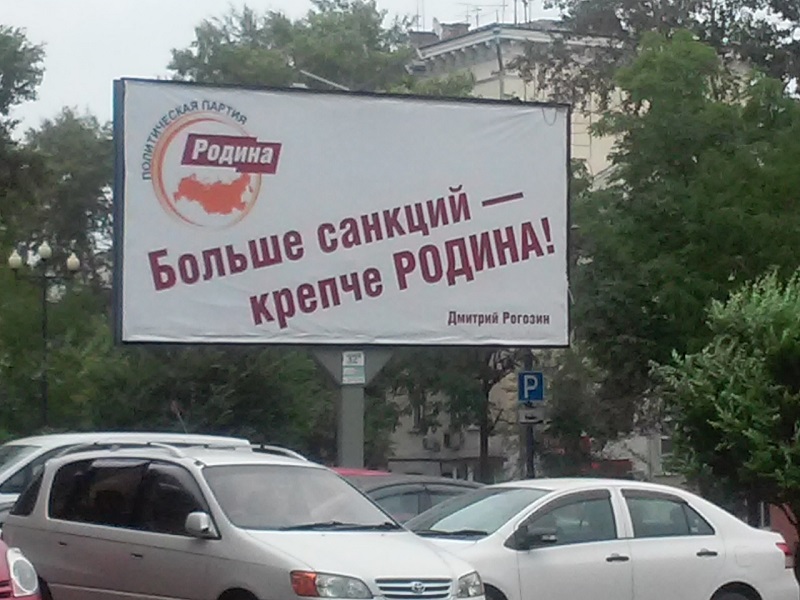 ПОЛИТИЧЕСКАЯ ПАРТИЯ
Родина
Больше санкций —
крепче РОДИНА!
Дмитрий Рогозин
P